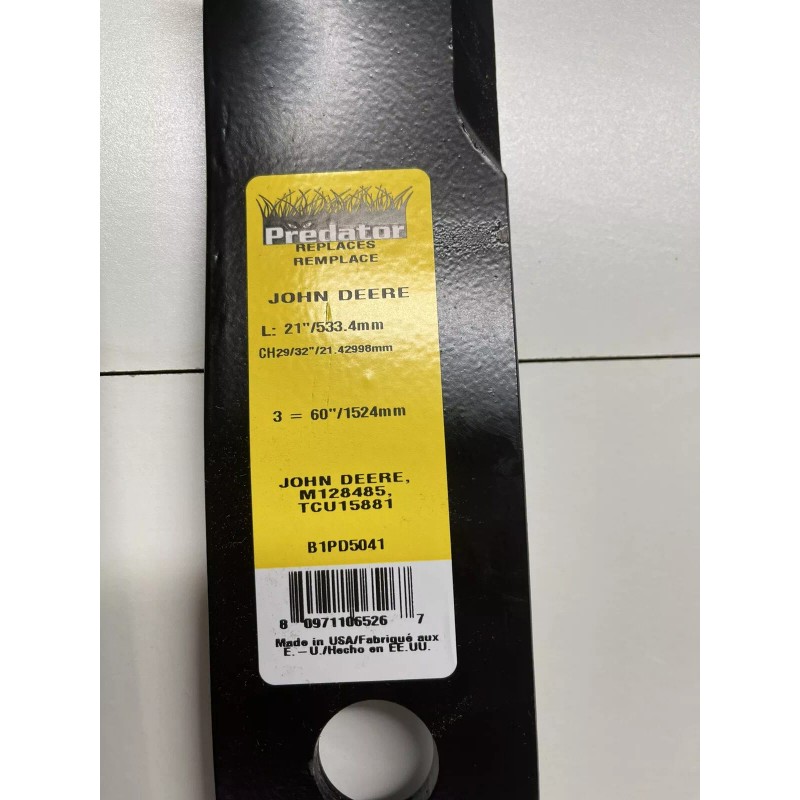 Predator
REPLACES
REMPLACE
JOHN DEERE
L: 21"/533.4mm
CH29/32"/21.42998mm
3 = 60"/1524mm
JOHN DEERE,
M128485,
TCU15881
B1PD5041
8 0971106526 7
Made in USA/Fabriqué aux
É.-U./Hecho en EE.UU.